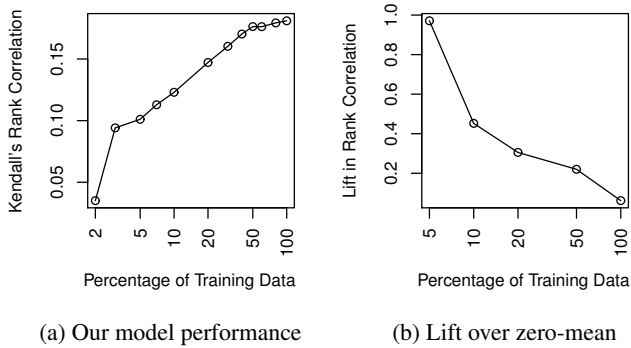 Kendall's Rank Correlation
0.05 0.10 0.15
2 5 10 20 50 100
Percentage of Training Data
(a) Our model performance
Lift in Rank Correlation
0.2 0.4 0.6 0.8 1.0
5 10 20 50 100
Percentage of Training Data
(b) Lift over zero-mean